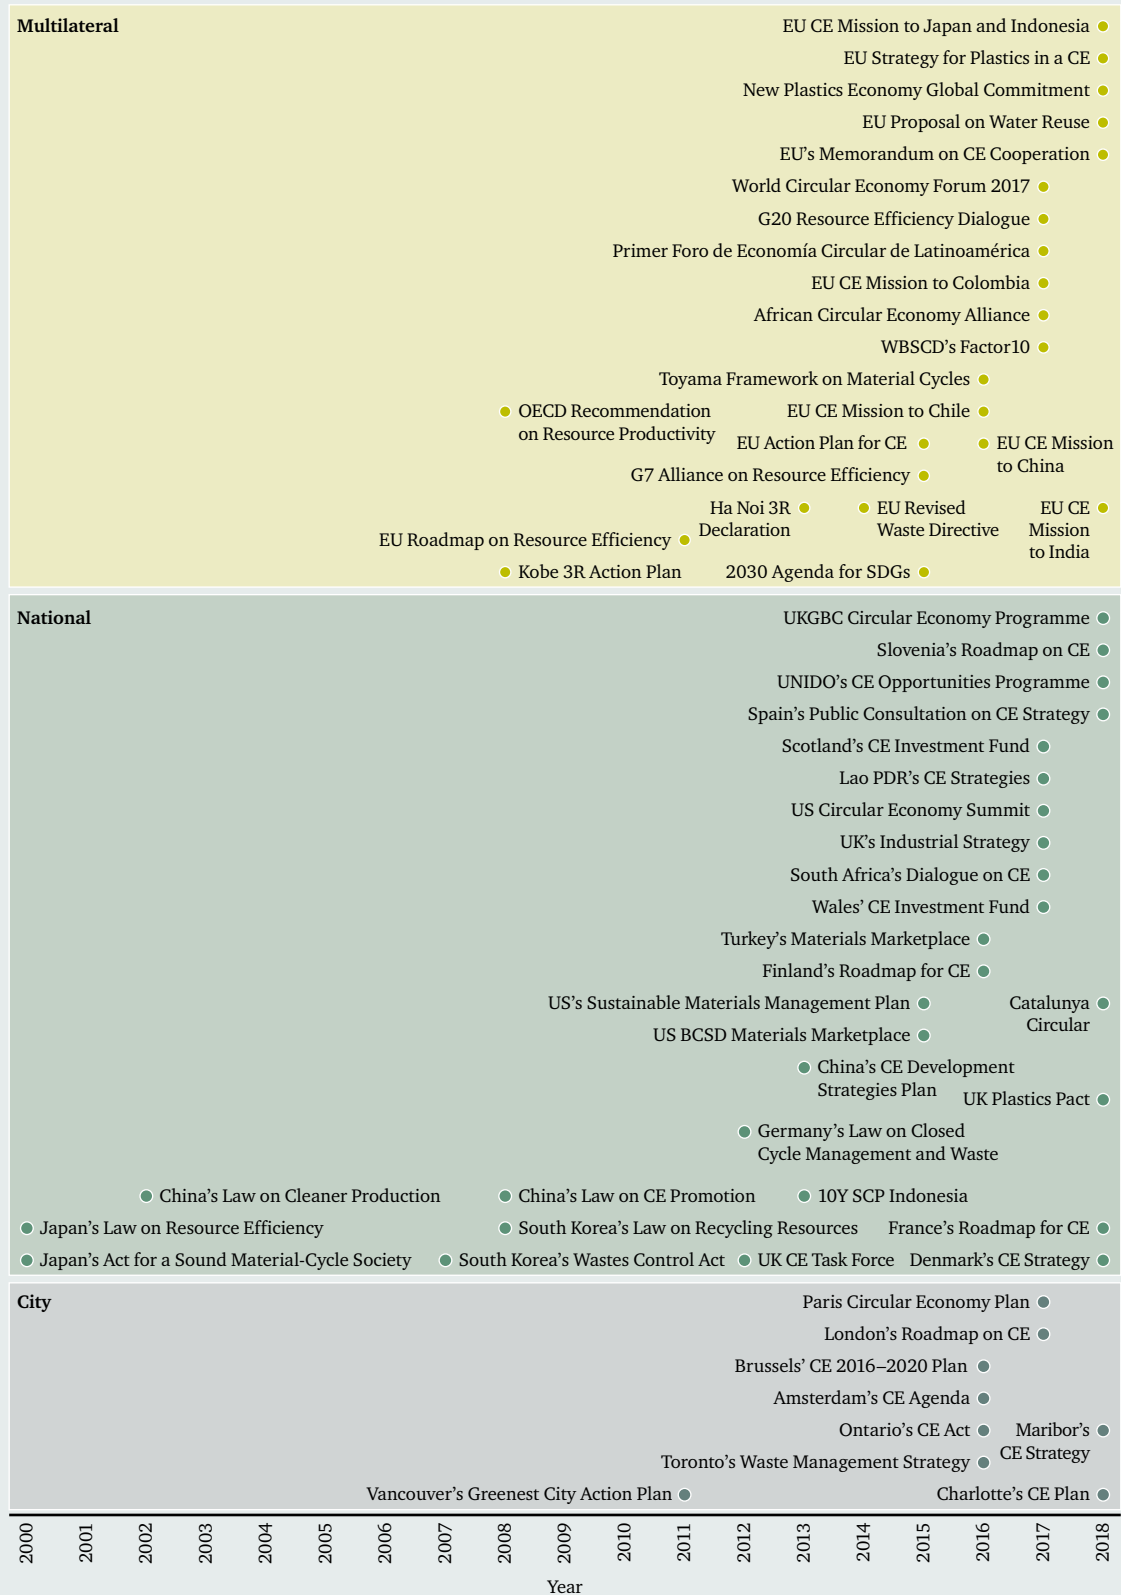 Multilateral
EU CE Mission to Japan and Indonesia
EU Strategy for Plastics in a CE
New Plastics Economy Global Commitment
EU Proposal on Water Reuse
EU’s Memorandum on CE Cooperation
World Circular Economy Forum 2017
G20 Resource Efficiency Dialogue
Primer Foro de Economía Circular de Latinoamérica
EU CE Mission to Colombia
African Circular Economy Alliance
WBSCD’s Factor10
Toyama Framework on Material Cycles
OECD Recommendation
on Resource Productivity
EU CE Mission to Chile
EU Action Plan for CE
EU CE Mission
to China
G7 Alliance on Resource Efficiency
Ha Noi 3R
Declaration
EU Revised
Waste Directive
EU CE
Mission
to India
EU Roadmap on Resource Efficiency
Kobe 3R Action Plan
2030 Agenda for SDGs
National
UKGBC Circular Economy Programme
Slovenia’s Roadmap on CE
UNIDO’s CE Opportunities Programme
Spain’s Public Consultation on CE Strategy
Scotland’s CE Investment Fund
Lao PDR’s CE Strategies
US Circular Economy Summit
UK’s Industrial Strategy
South Africa’s Dialogue on CE
Wales’ CE Investment Fund
Turkey’s Materials Marketplace
Finland’s Roadmap for CE
US’s Sustainable Materials Management Plan
Catalunya
Circular
US BCSD Materials Marketplace
China’s CE Development
Strategies Plan
UK Plastics Pact
Germany’s Law on Closed
Cycle Management and Waste
China’s Law on Cleaner Production
China’s Law on CE Promotion
10Y SCP Indonesia
Japan’s Law on Resource Efficiency
South Korea’s Law on Recycling Resources
France’s Roadmap for CE
Japan’s Act for a Sound Material-Cycle Society
South Korea’s Wastes Control Act
UK CE Task Force
Denmark’s CE Strategy
City
Paris Circular Economy Plan
London’s Roadmap on CE
Brussels’ CE 2016–2020 Plan
Amsterdam’s CE Agenda
Ontario’s CE Act
Maribor’s
CE Strategy
Toronto’s Waste Management Strategy
Vancouver’s Greenest City Action Plan
Charlotte’s CE Plan
2000
2001
2002
2003
2004
2005
2006
2007
2008
2009
2010
2011
2012
2013
2014
2015
2016
2017
2018
Year